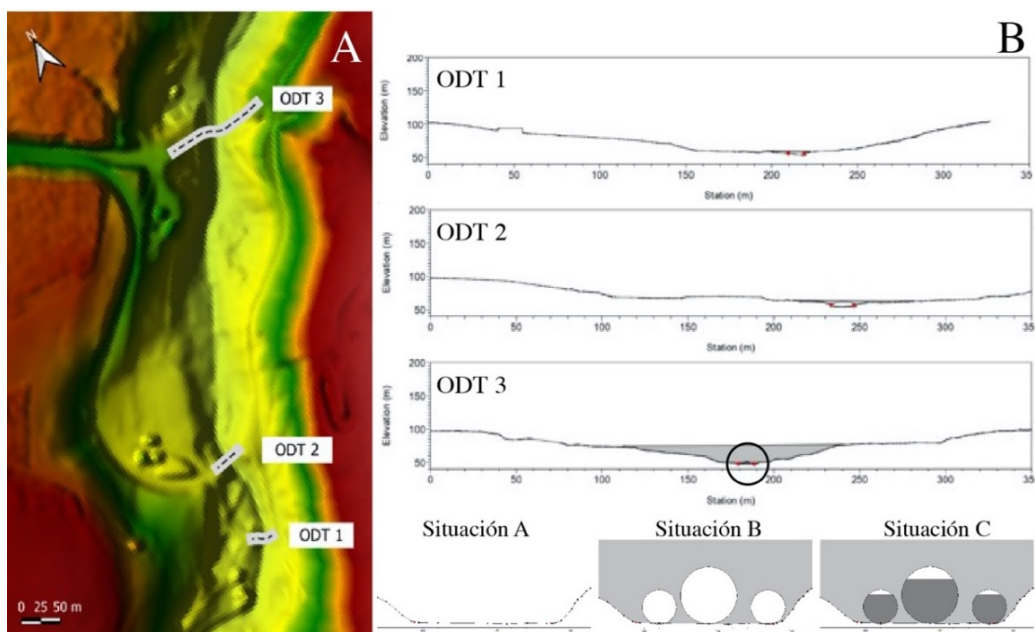 A
N
ODT 3
ODT 2
ODT 1
0 25 50 m
B
ODT 1
Elevation (m)
200
150
100
50
0 50 100 150 200 250 300 35
Station (m)
ODT 2
Elevation (m)
200
150
100
50
0 50 100 150 200 250 300 35
Station (m)
ODT 3
Elevation (m)
200
150
100
50
0 50 100 150 200 250 300 35
Station (m)
Situación A
Situación B
Situación C